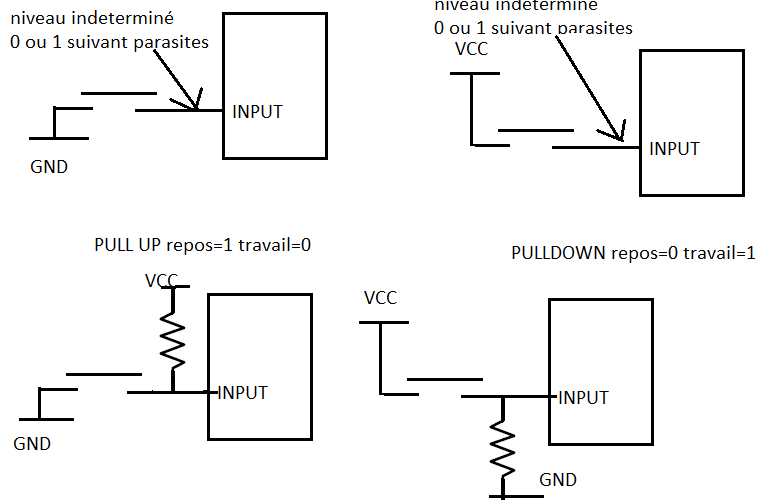 niveau indeterminé
0 ou 1 suivant parasites
INPUT
GND
niveau indeterminé
0 ou 1 suivant parasites
VCC
INPUT
PULL UP repos=1 travail=0
VCC
INPUT
GND
PULLDOWN repos=0 travail=1
VCC
INPUT
GND